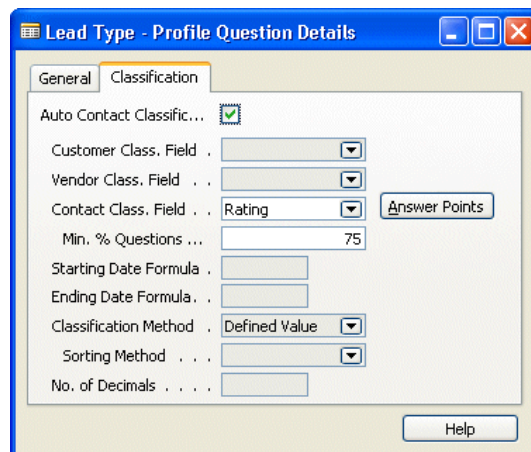 Lead Type - Profile Question Details
General Classification
Auto Contact Classific...
Customer Class. Field .
Vendor Class. Field . .
Contact Class. Field . . Rating Answer Points
Min. % Questions ... 75
Starting Date Formula .
Ending Date Formula. .
Classification Method . Defined Value
Sorting Method . . .
No. of Decimals . . . .
Help